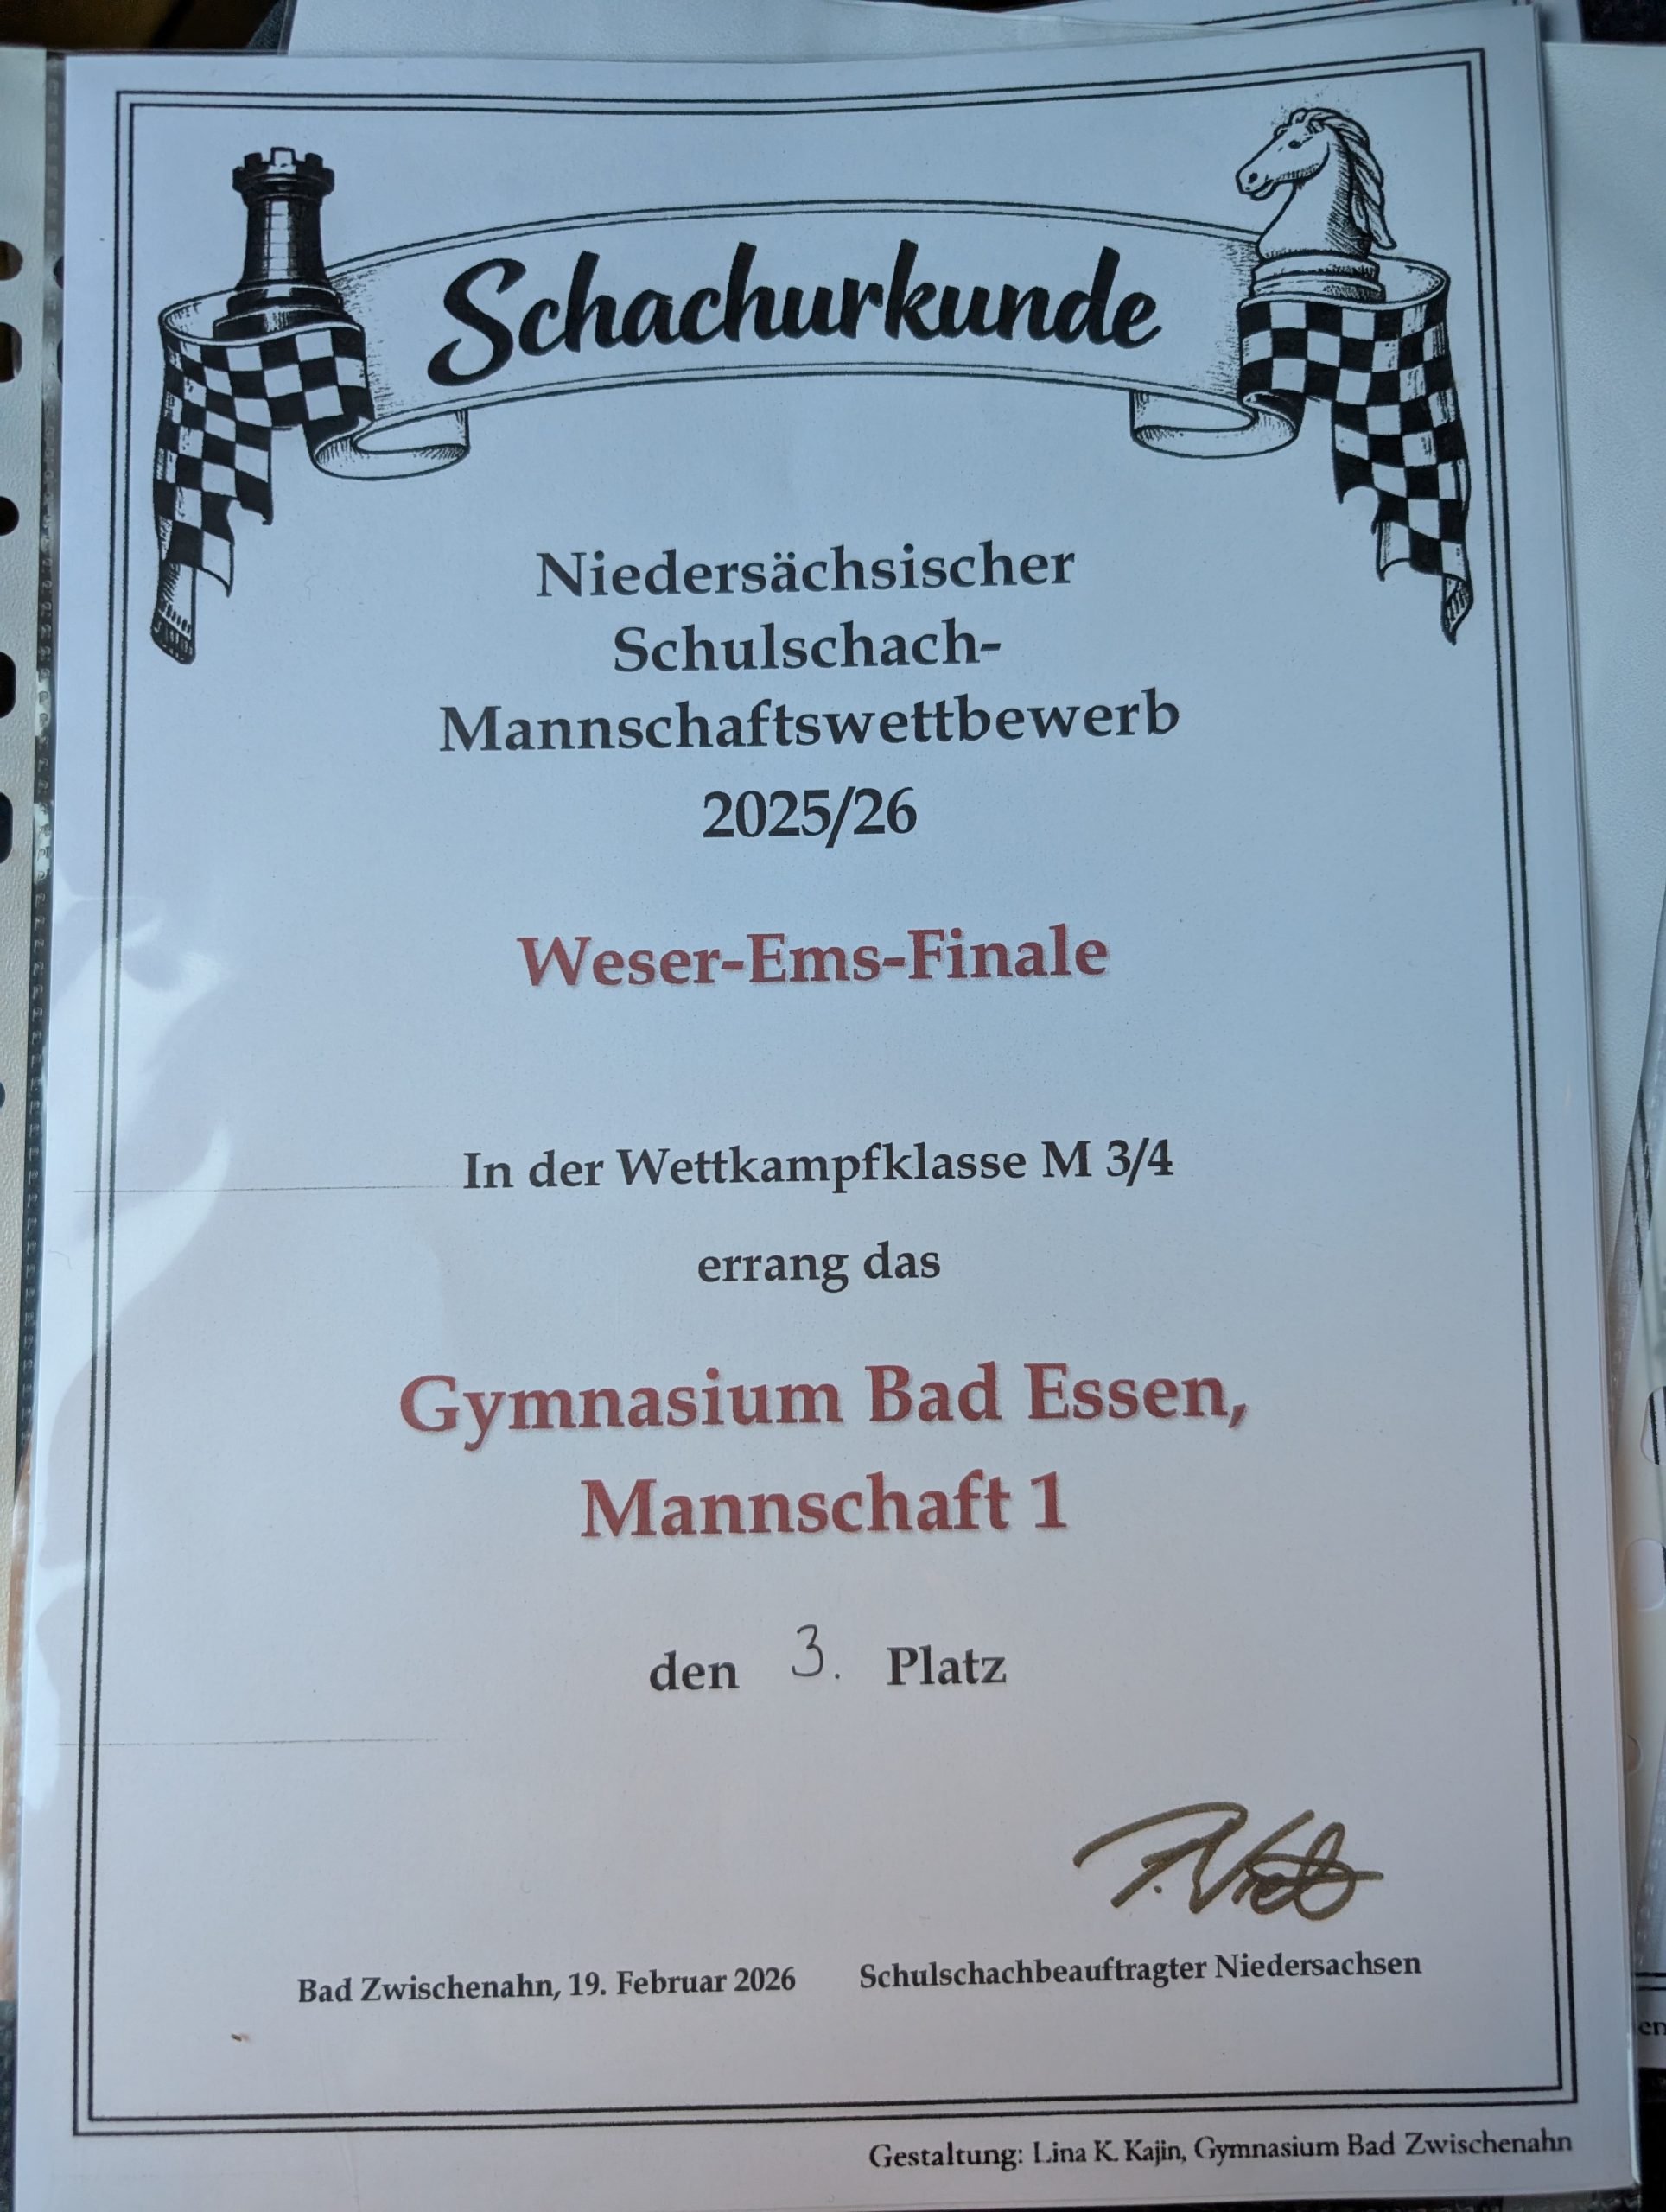 Schachurkunde
Niedersächsischer
Schulschach-
Mannschaftswettbewerb
2025/26
Weser-Ems-Finale
In der Wettkampfklasse M 3/4
errang das
Gymnasium Bad Essen,
Mannschaft 1
den 3. Platz
Bad Zwischenahn, 19. Februar 2026 Schulschachbeauftragter Niedersachsen
Gestaltung: Lina K. Kajin, Gymnasium Bad Zwischenahn